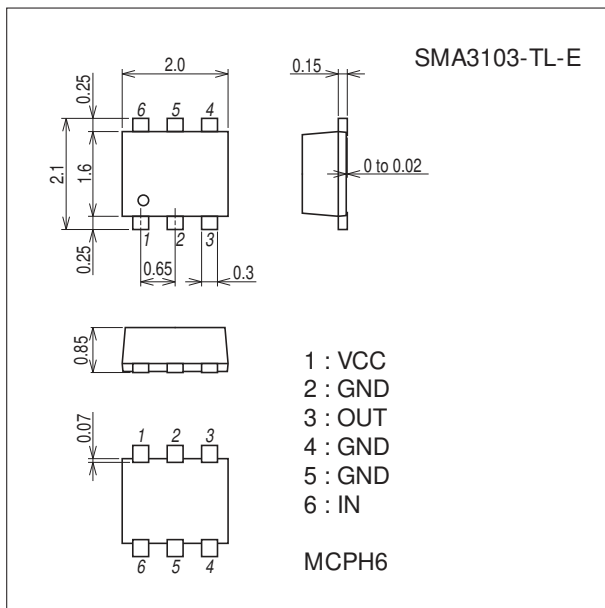 SMA3103-TL-E
2.0
0.15
0.25
6 5 4
2.1
1.6
0 to 0.02
1 2 3
0.25
0.65
0.3
0.85
1 : VCC
2 : GND
3 : OUT
4 : GND
5 : GND
6 : IN
0.07
1 2 3
6 5 4
MCPH6